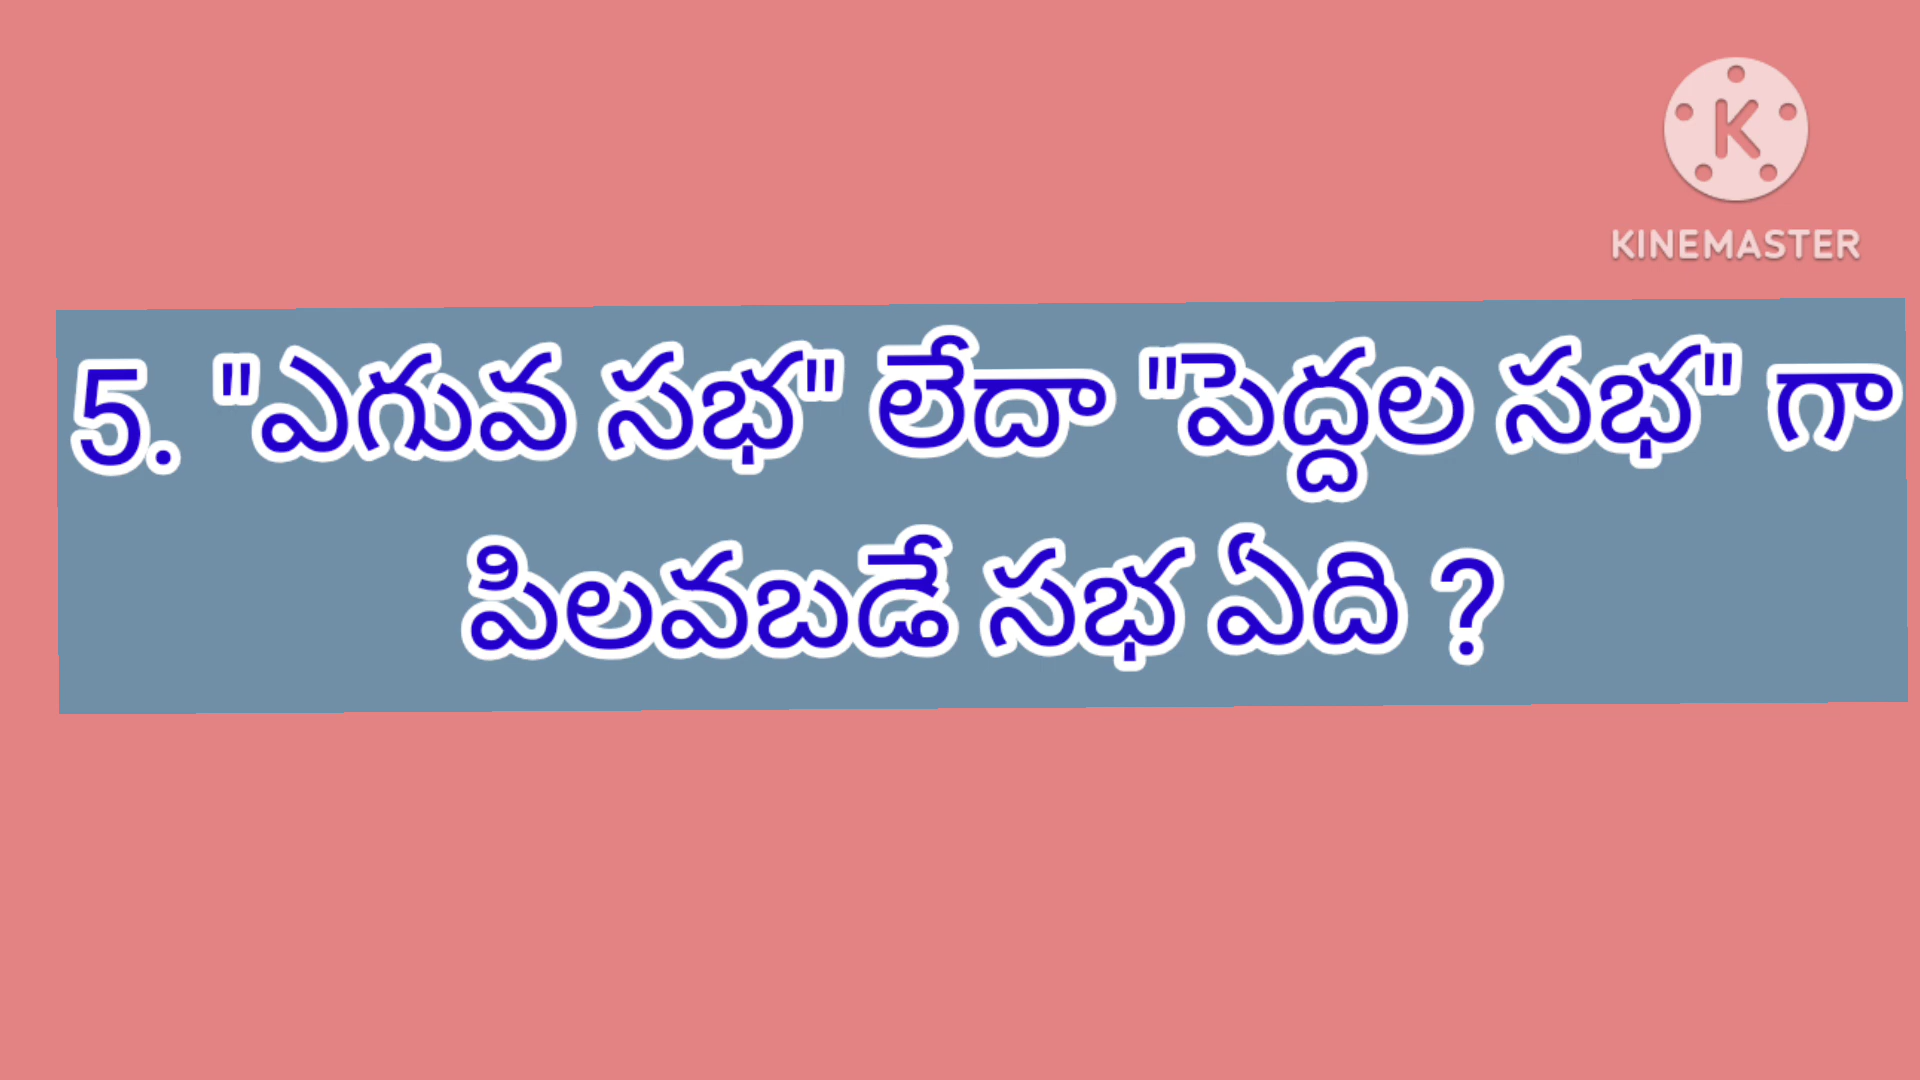 KINEMASTER
5. "ఎగువ సభ" లేదా "పెద్దల సభ" గా
పిలవబడే సభ ఏది ?